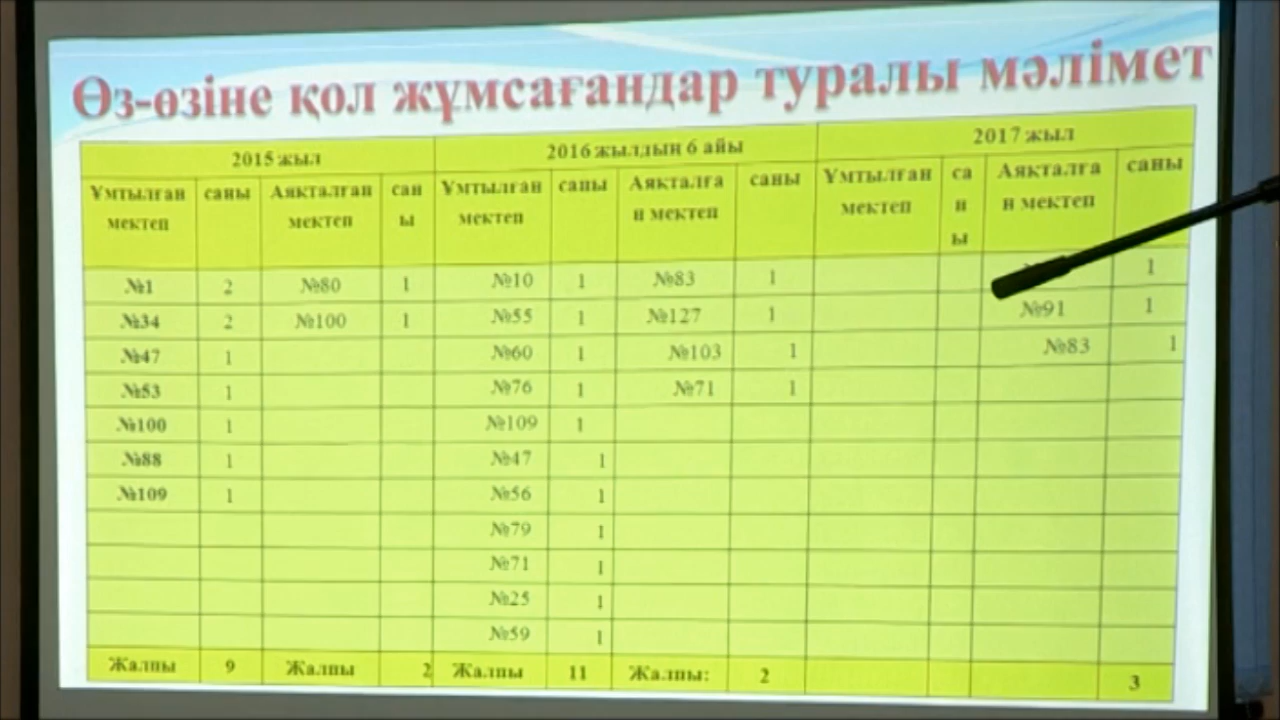 Өз-өзіне қол жұмсағандар туралы мәлімет
2015 жыл 2016 жылдың 6 айы 2017 жыл
Ұмтылған мектеп саны Аяқталған мектеп саны Ұмтылған мектеп саны Аяқталған мектеп саны Ұмтылған мектеп саны Аяқталған мектеп саны
№1 2 №80 1 №10 1 №83 1 1
№34 2 №100 1 №55 1 №127 1 №91 1
№47 1 №60 1 №103 1 №83 1
№53 1 №76 1 №71 1
№100 1 №109 1
№88 1 №47 1
№109 1 №56 1
№79 1
№71 1
№25 1
№59 1
Жалпы 9 Жалпы 2 Жалпы 11 Жалпы: 2 3